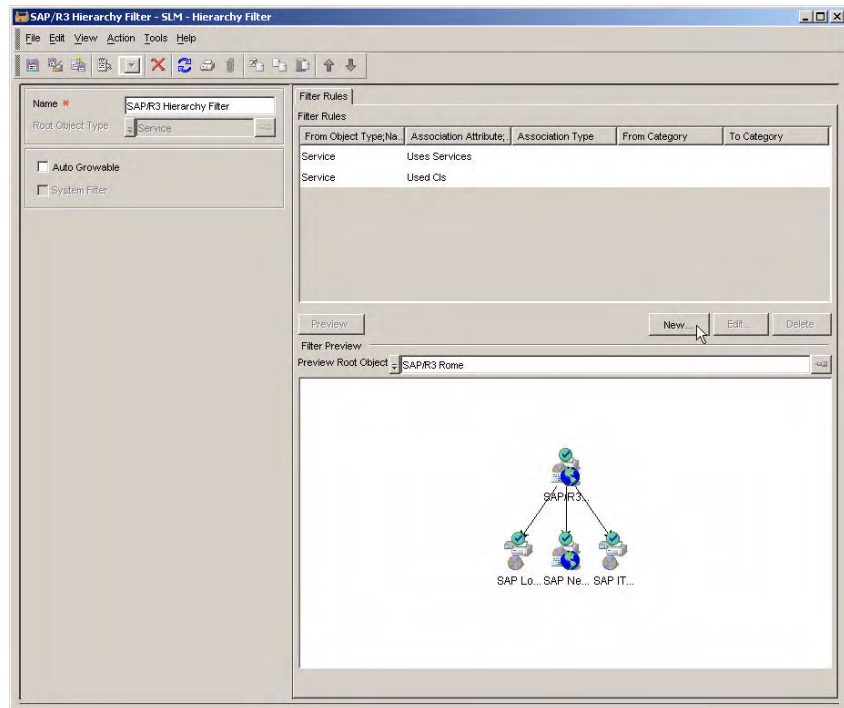 SAP/R3 Hierarchy Filter - SLM - Hierarchy Filter
File Edit View Action Tools Help
Name
SAP/R3 Hierarchy Filter
Root Object Type
Service
Auto Growable
System Filter
Filter Rules
Filter Rules
From Object Type;Na.. Association Attribute;. Association Type From Category To Category
Service Uses Services
Service Used CIs
Preview New... Edit... Delete
Filter Preview
Preview Root Object SAP/R3 Rome
SAP/R3...
SAP Lo... SAP Ne... SAP IT...